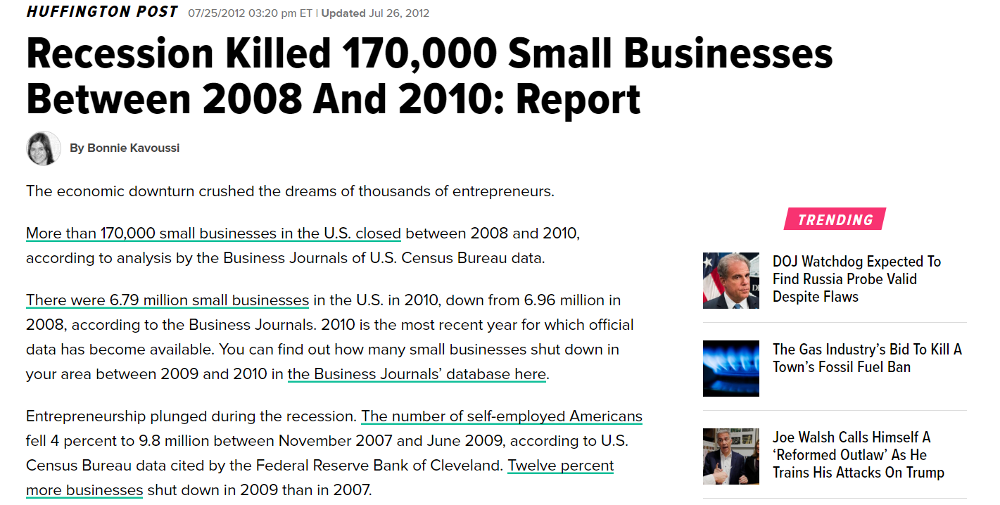 HUFFINGTON POST 07/25/2012 03:20 pm ET | Updated Jul 26, 2012
Recession Killed 170,000 Small Businesses
Between 2008 And 2010: Report
By Bonnie Kavoussi
The economic downturn crushed the dreams of thousands of entrepreneurs.
More than 170,000 small businesses in the U.S. closed between 2008 and 2010,
according to analysis by the Business Journals of U.S. Census Bureau data.
There were 6.79 million small businesses in the U.S. in 2010, down from 6.96 million in
2008, according to the Business Journals. 2010 is the most recent year for which official
data has become available. You can find out how many small businesses shut down in
your area between 2009 and 2010 in the Business Journals’ database here.
Entrepreneurship plunged during the recession. The number of self-employed Americans
fell 4 percent to 9.8 million between November 2007 and June 2009, according to U.S.
Census Bureau data cited by the Federal Reserve Bank of Cleveland. Twelve percent
more businesses shut down in 2009 than in 2007.
TRENDING
DOJ Watchdog Expected To
Find Russia Probe Valid
Despite Flaws
The Gas Industry’s Bid To Kill A
Town’s Fossil Fuel Ban
Joe Walsh Calls Himself A
‘Reformed Outlaw’ As He
Trains His Attacks On Trump